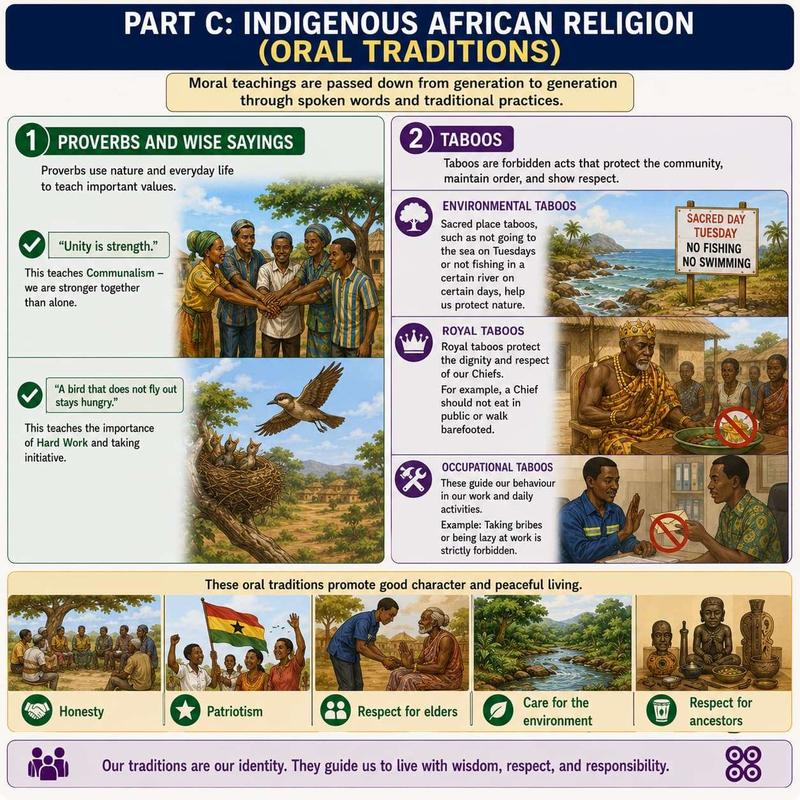 PART C: INDIGENOUS AFRICAN RELIGION
(ORAL TRADITIONS)
Moral teachings are passed down from generation to generation
through spoken words and traditional practices.
1 PROVERBS AND WISE SAYINGS
Proverbs use nature and everyday life
to teach important values.
“Unity is strength.”
This teaches Communalism –
we are stronger together
than alone.
“A bird that does not fly out
stays hungry.”
This teaches the importance
of Hard Work and taking
initiative.
2 TABOOS
Taboos are forbidden acts that protect the community,
maintain order, and show respect.
ENVIRONMENTAL TABOOS
Sacred place taboos,
such as not going to
the sea on Tuesdays
or not fishing in a
certain river on
certain days, help
us protect nature.
SACRED DAY
TUESDAY
NO FISHING
NO SWIMMING
ROYAL TABOOS
Royal taboos protect
the dignity and respect
of our Chiefs.
For example, a Chief
should not eat in
public or walk
barefooted.
OCCUPATIONAL TABOOS
These guide our behaviour
in our work and daily
activities.
Example: Taking bribes
or being lazy at work is
strictly forbidden.
These oral traditions promote good character and peaceful living.
Honesty
Patriotism
Respect for elders
Care for the
environment
Respect for
ancestors
Our traditions are our identity. They guide us to live with wisdom, respect, and responsibility.